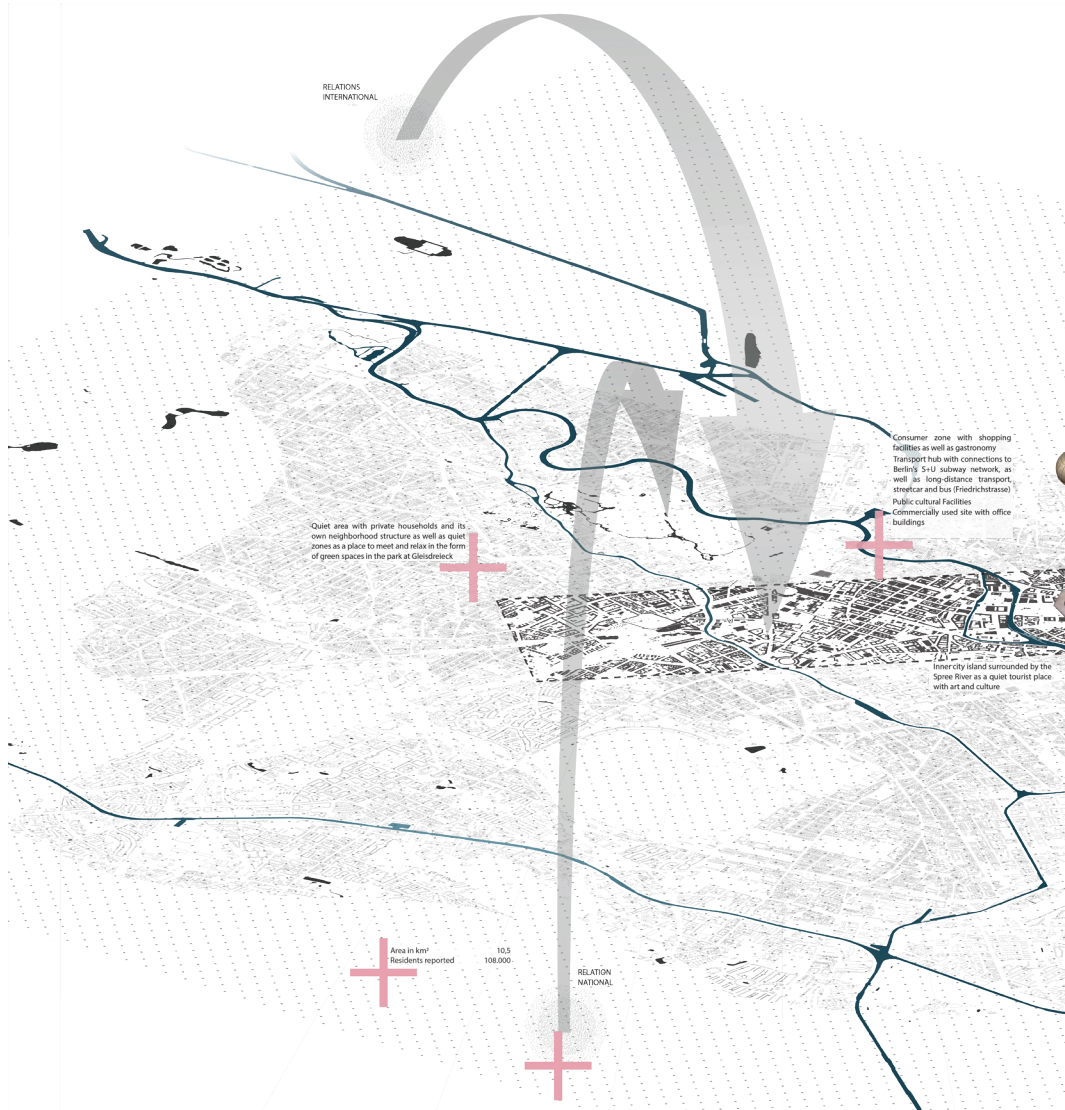 RELATIONS
INTERNATIONAL
Consumer zone with shopping
facilities as well as gastronomy
Transport hub with connections to
Berlin's S+U subway network, as
well as long-distance transport,
streetcar and bus (Friedrichstrasse)
Public cultural Facilities
Commercially used site with office
buildings
Quiet area with private households and its
own neighborhood structure as well as quiet
zones as a place to meet and relax in the form
of green spaces in the park at Gleisdreieck
Inner city island surrounded by the
Spree River as a quiet tourist place
with art and culture
Area in km² 10,5
Residents reported 108.000
RELATION
NATIONAL